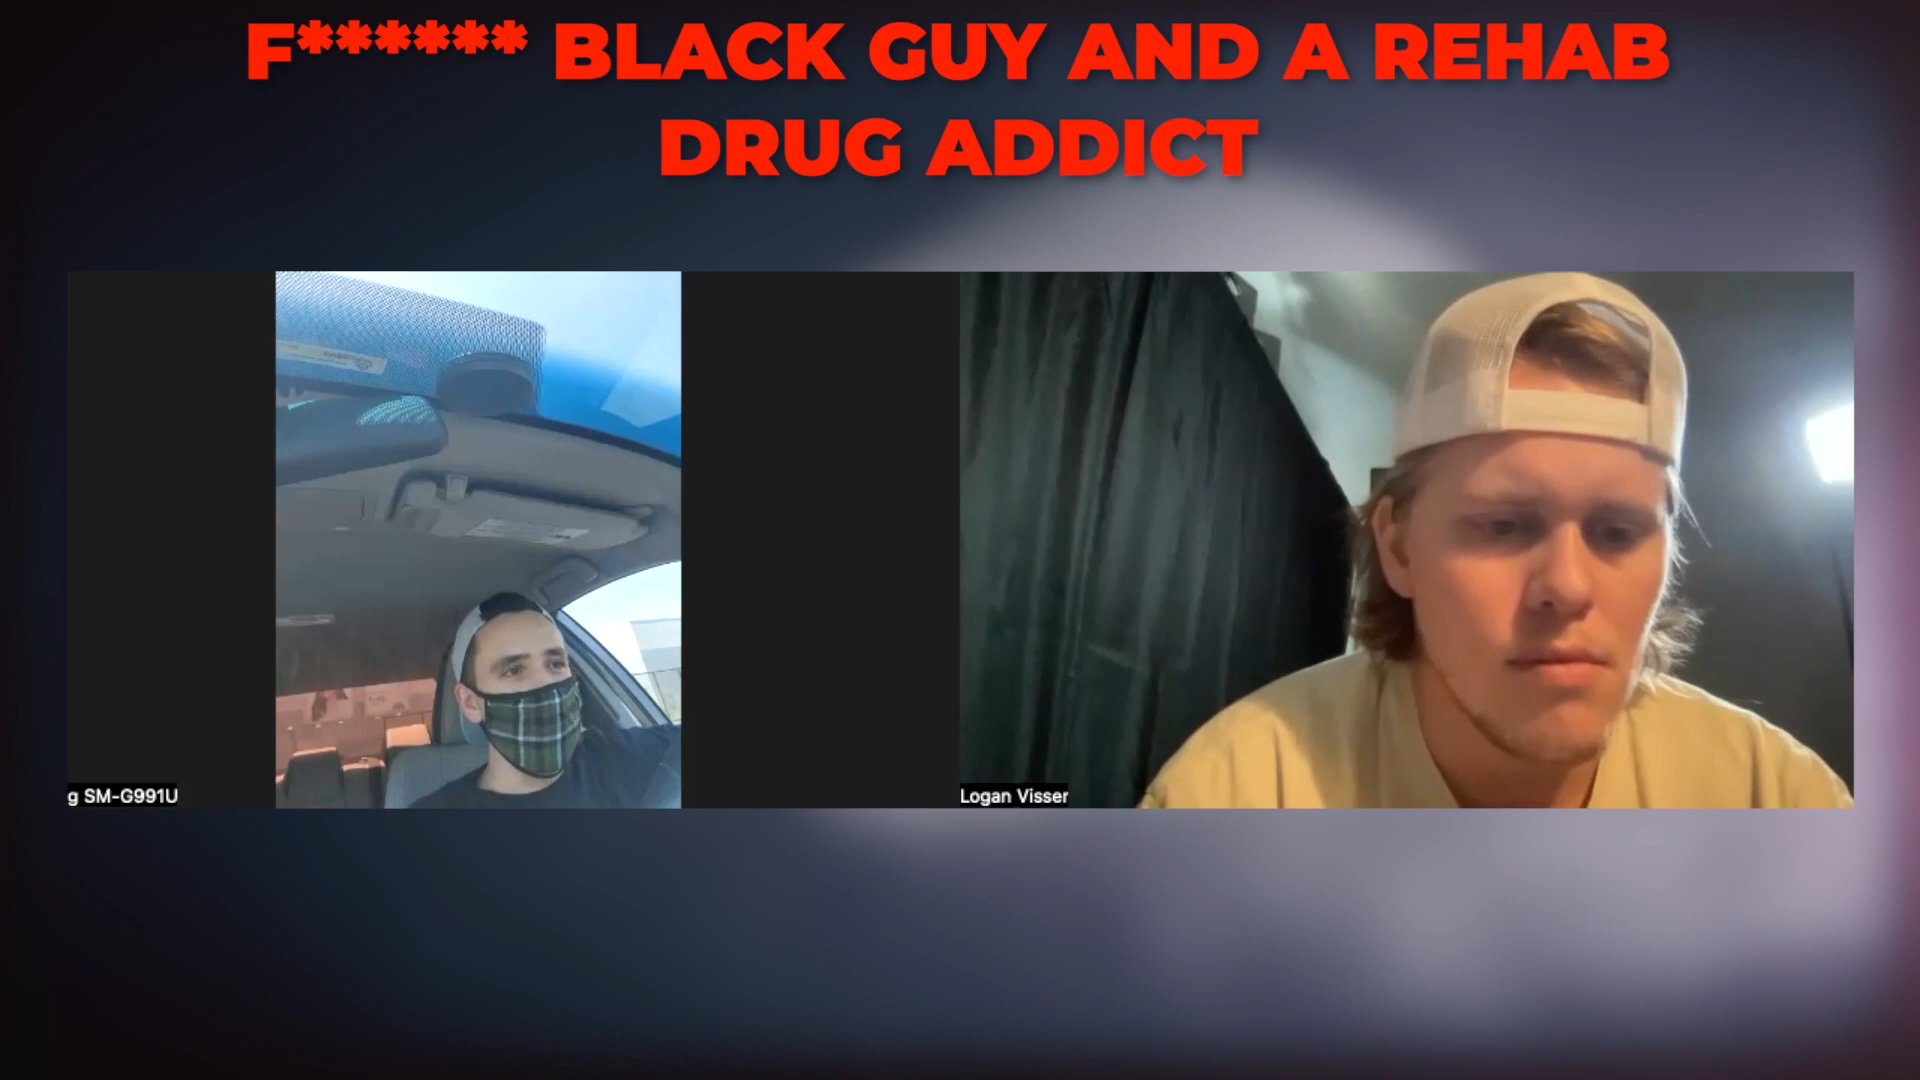 F****** BLACK GUY AND A REHAB
DRUG ADDICT
g SM-G991U
Logan Visser